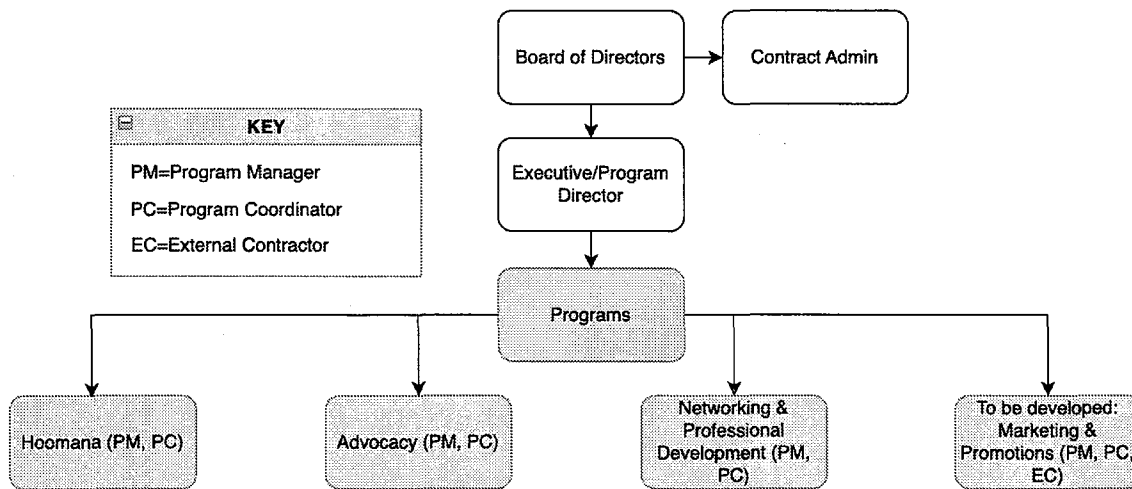 Board of Directors
Contract Admin
KEY
PM=Program Manager
PC=Program Coordinator
EC=External Contractor
Executive/Program
Director
Programs
Hoomana (PM, PC)
Advocacy (PM, PC)
Networking &
Professional
Development (PM,
PC)
To be developed:
Marketing &
Promotions (PM, PC,
EC)